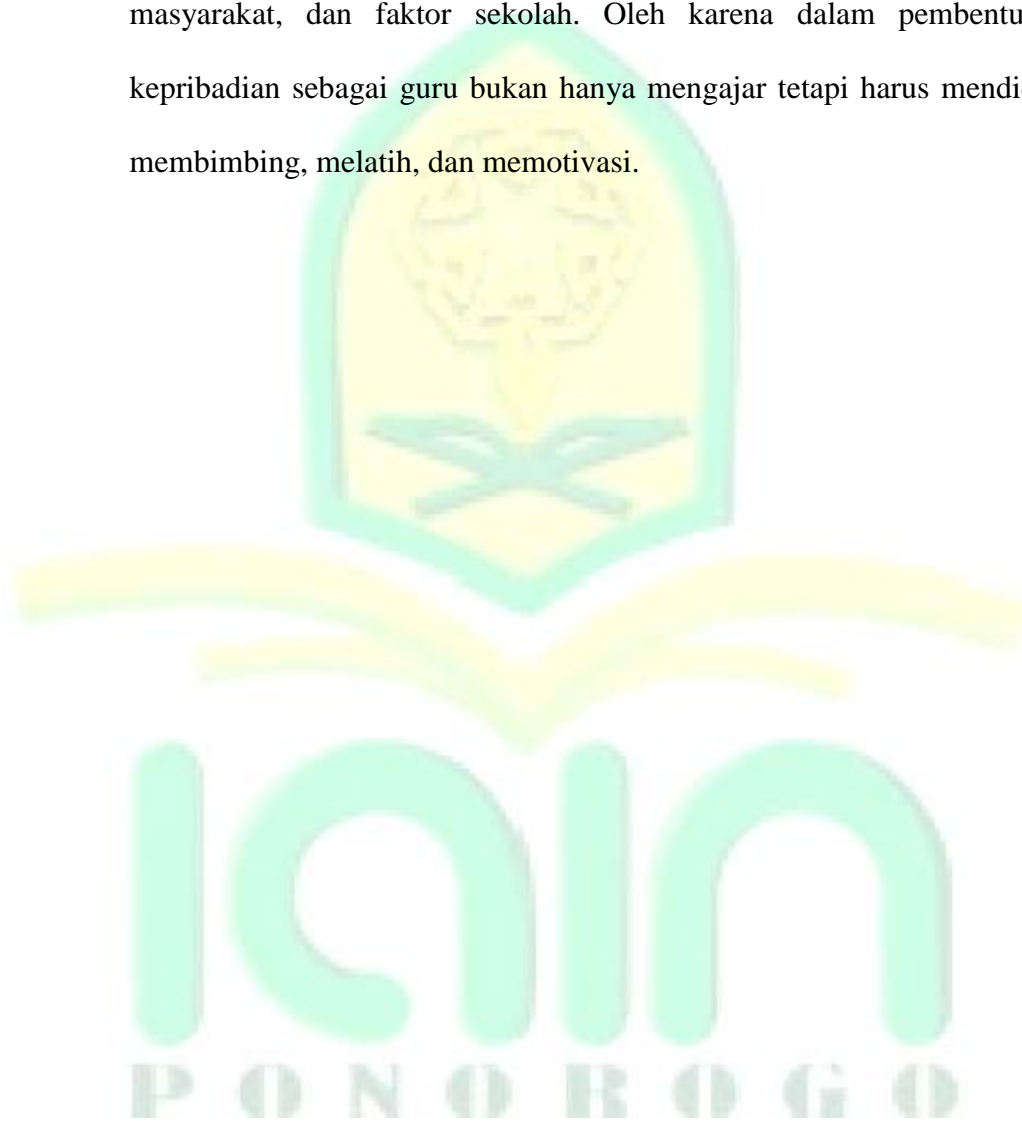 masyarakat, dan faktor sekolah. Oleh karena dalam pembentu
kepribadian sebagai guru bukan hanya mengajar tetapi harus mendi
membimbing, melatih, dan memotivasi.
IAIN
PONOROGO